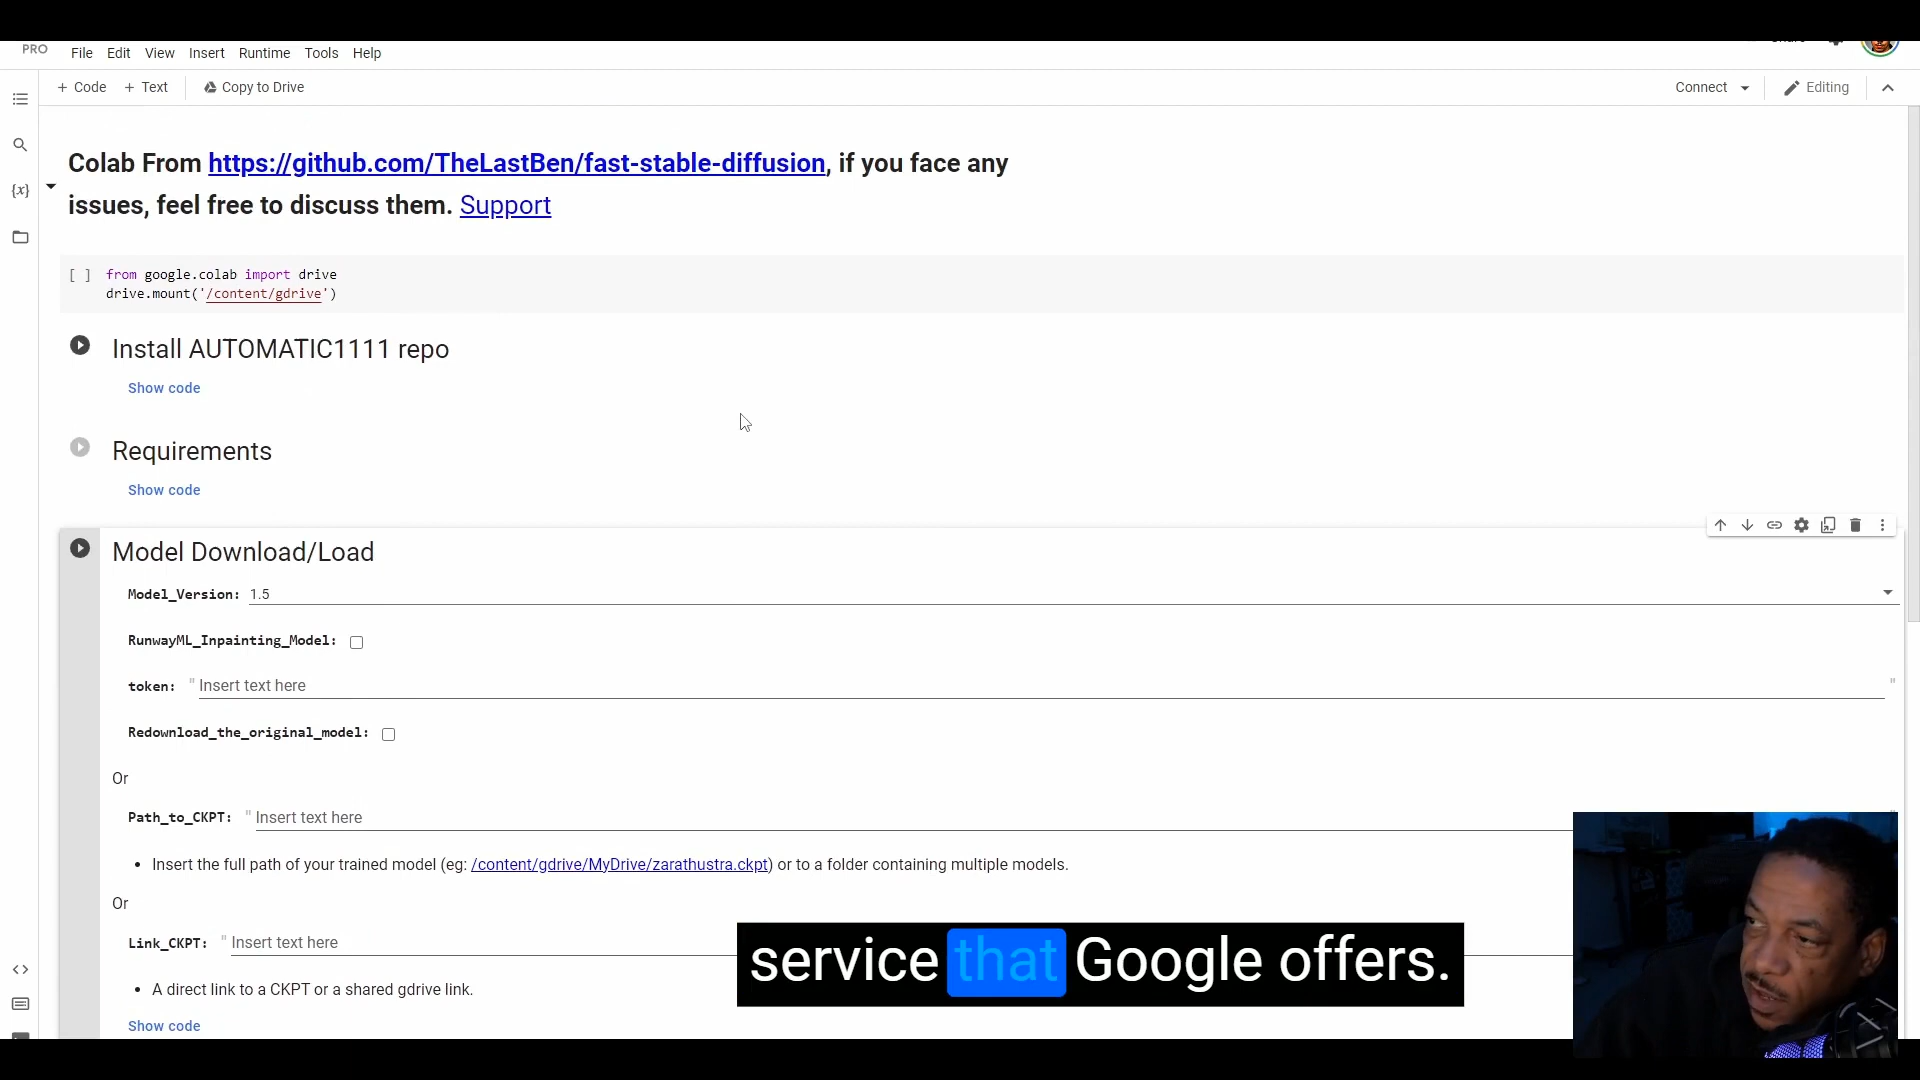 PRO
File Edit View Insert Runtime Tools Help
+ Code + Text Copy to Drive
Connect
Editing
Colab From https://github.com/TheLastBen/fast-stable-diffusion, if you face any
issues, feel free to discuss them. Support
{x}
[ ] from google.colab import drive
drive.mount('/content/gdrive')
Install AUTOMATIC1111 repo
Show code
Requirements
Show code
Model Download/Load
Model_Version: 1.5
RunwayML_Inpainting_Model:
token: "Insert text here "
Redownload_the_original_model:
Or
Path_to_CKPT: "Insert text here
• Insert the full path of your trained model (eg: /content/gdrive/MyDrive/zarathustra.ckpt) or to a folder containing multiple models.
Or
Link_CKPT: "Insert text here
• A direct link to a CKPT or a shared gdrive link.
Show code
service that Google offers.